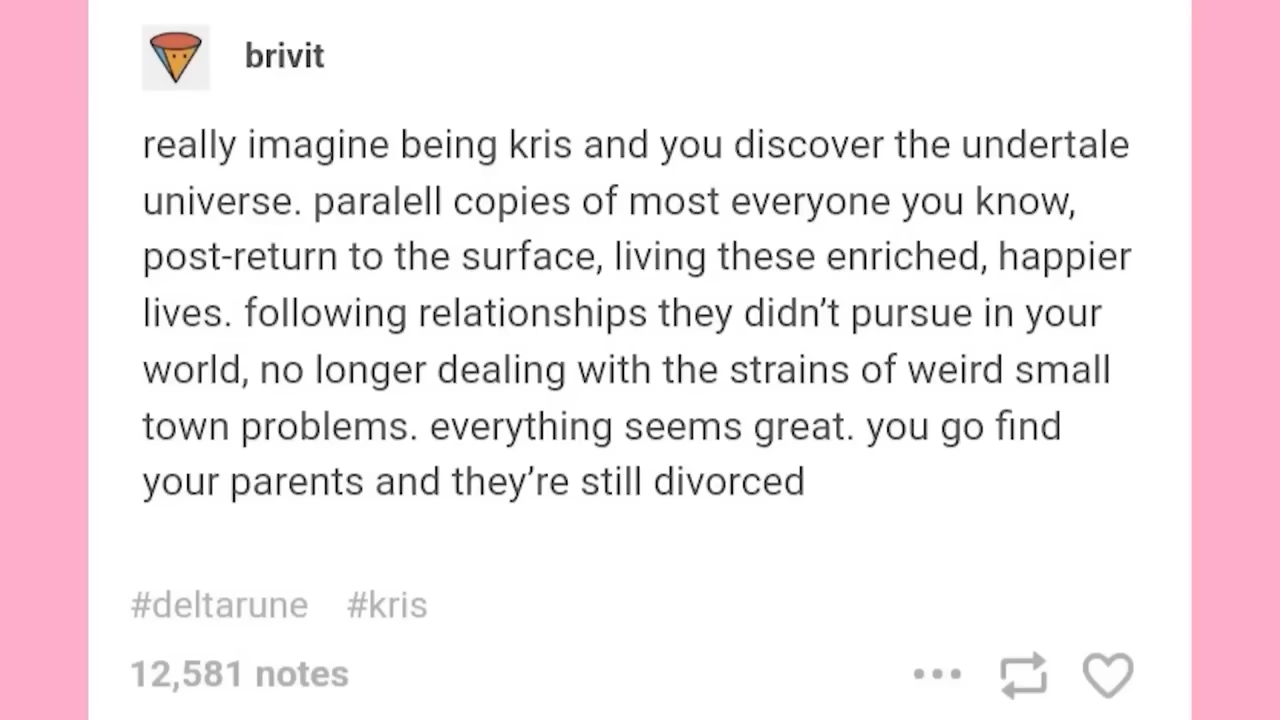 brivit
really imagine being kris and you discover the undertale
universe. paralell copies of most everyone you know,
post-return to the surface, living these enriched, happier
lives. following relationships they didn’t pursue in your
world, no longer dealing with the strains of weird small
town problems. everything seems great. you go find
your parents and they’re still divorced
#deltarune #kris
12,581 notes